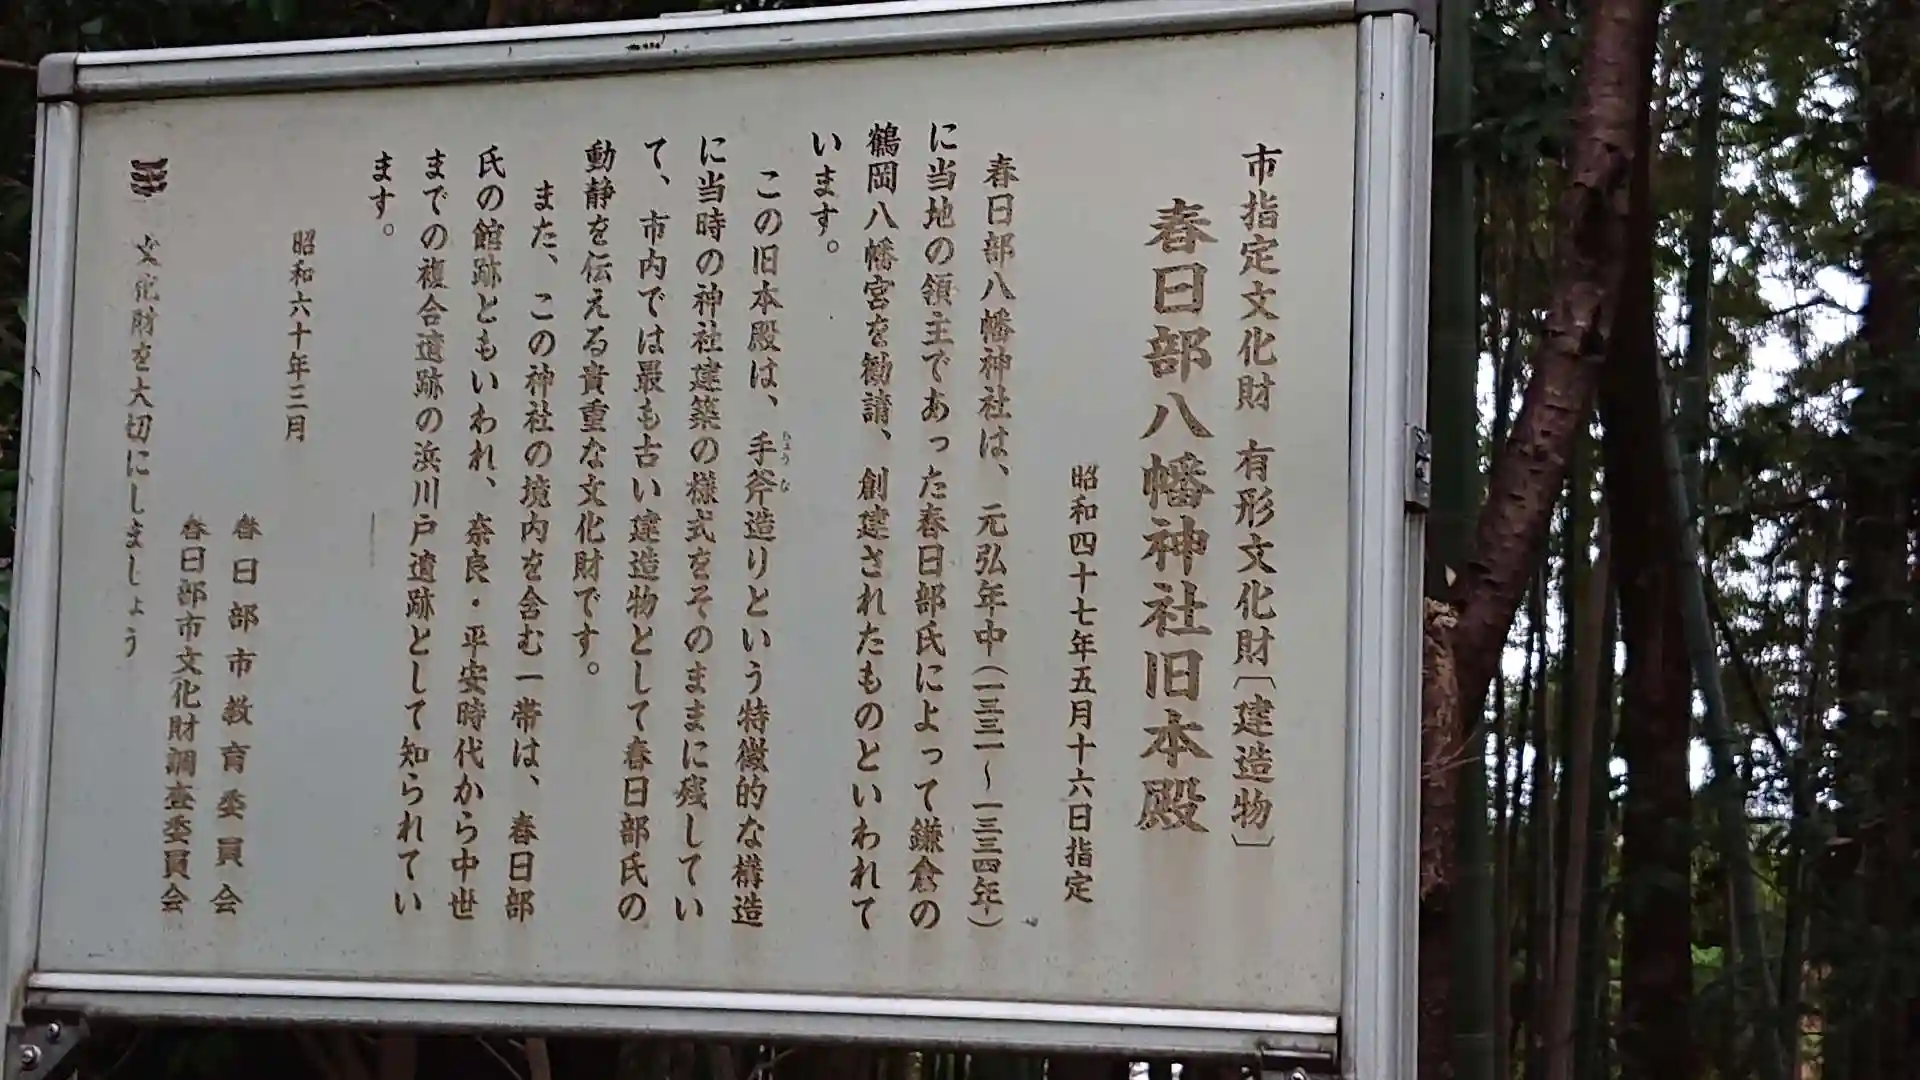 市指定文化財 有形文化財〔建造物〕
春日部八幡神社旧本殿
昭和四十七年五月十六日指定
春日部八幡神社は、元弘年中(一三三一～一三三四年)
に当地の領主であった春日部氏によって鎌倉の
鶴岡八幡宮を勧請、創建されたものといわれて
います。
この旧本殿は、手斧造りという特徴的な構造
ちょうな
に当時の神社建築の様式をそのままに残してい
て、市内では最も古い建造物として春日部氏の
動静を伝える貴重な文化財です。
また、この神社の境内を含む一帯は、春日部
氏の館跡ともいわれ、奈良・平安時代から中世
までの複合遺跡の浜川戸遺跡として知られてい
ます。
昭和六十年三月
春日部市教育委員会
春日部市文化財調査委員会
文化財を大切にしましょう